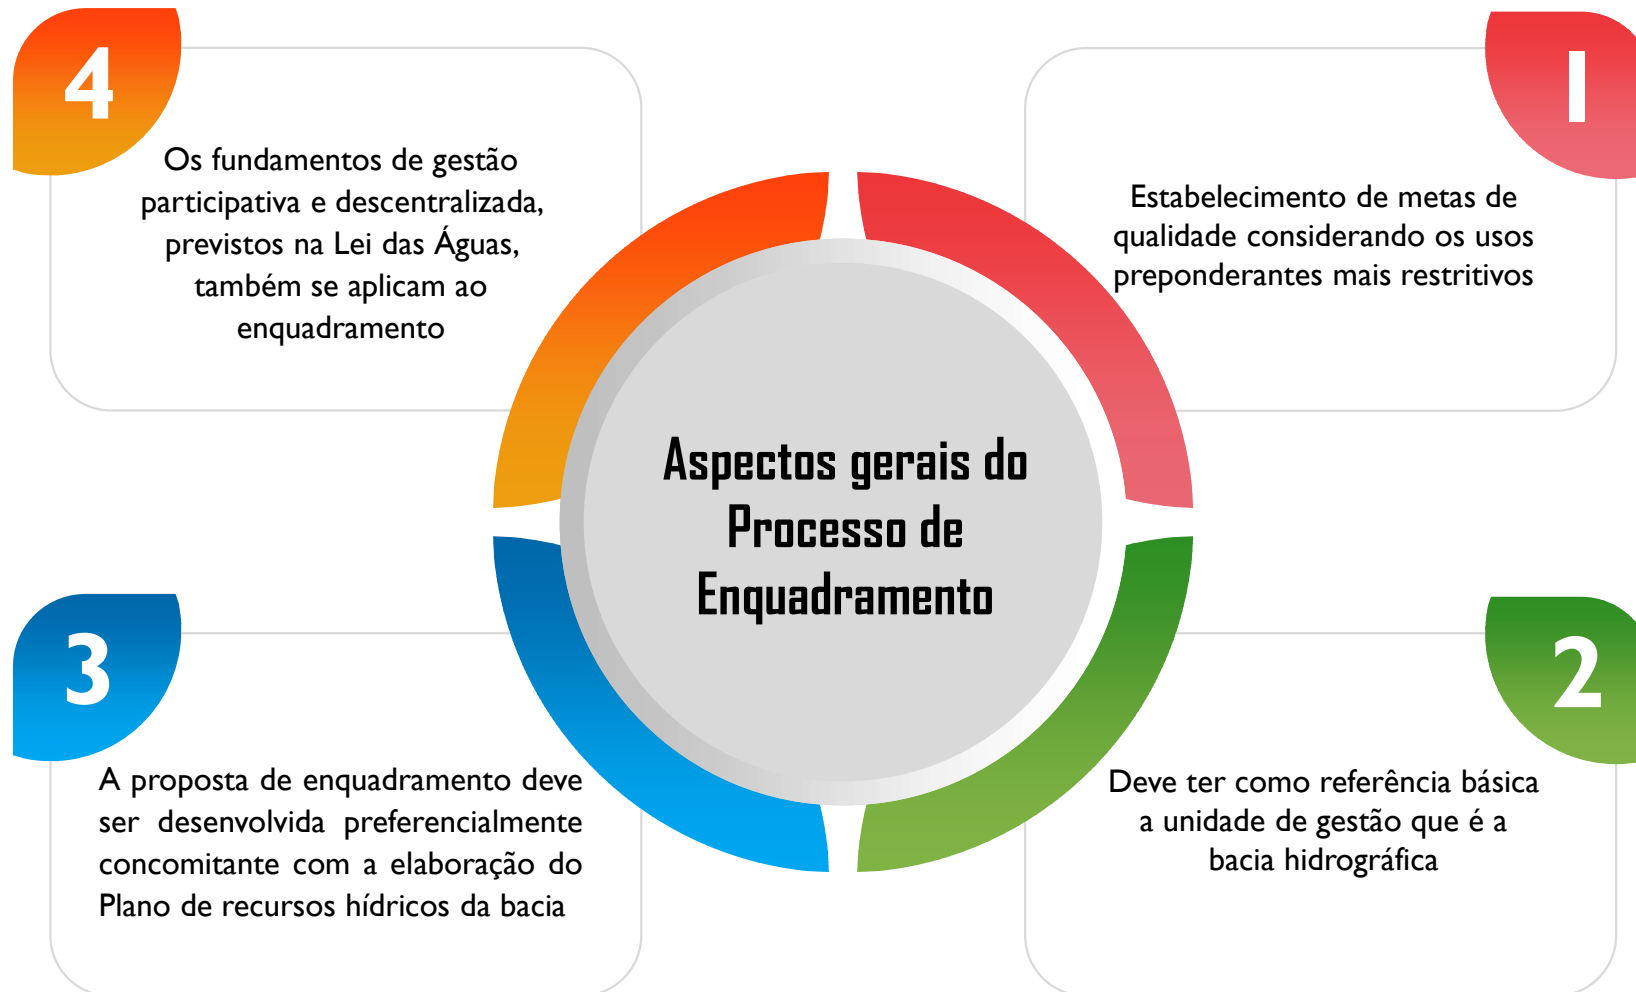 4
Os fundamentos de gestão
participativa e descentralizada,
previstos na Lei das Águas,
também se aplicam ao
enquadramento
1
Estabelecimento de metas de
qualidade considerando os usos
preponderantes mais restritivos
Aspectos gerais do
Processo de
Enquadramento
3
A proposta de enquadramento deve
ser desenvolvida preferencialmente
concomitante com a elaboração do
Plano de recursos hídricos da bacia
2
Deve ter como referência básica
a unidade de gestão que é a
bacia hidrográfica